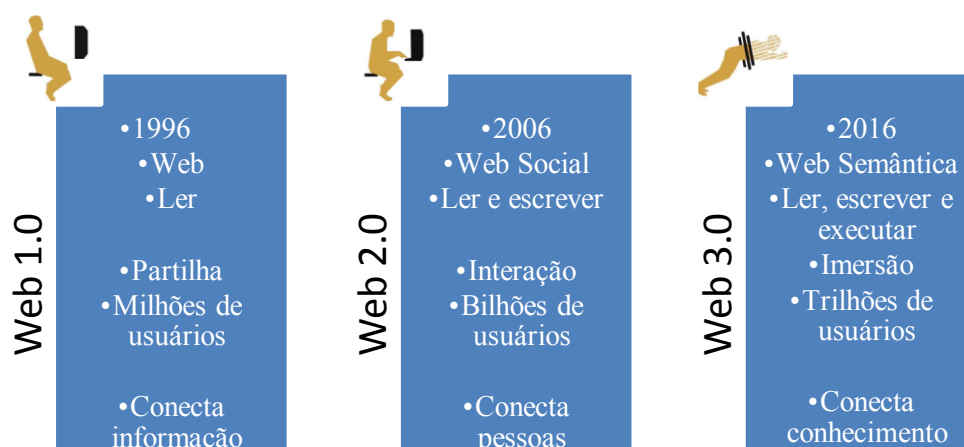 Web 1.0
•1996
•Web
•Ler
•Partilha
•Milhões de
usuários
•Conecta
informação
Web 2.0
•2006
•Web Social
•Ler e escrever
•Interação
•Bilhões de
usuários
•Conecta
pessoas
Web 3.0
•2016
•Web Semântica
•Ler, escrever e
executar
•Imersão
•Trilhões de
usuários
•Conecta
conhecimento